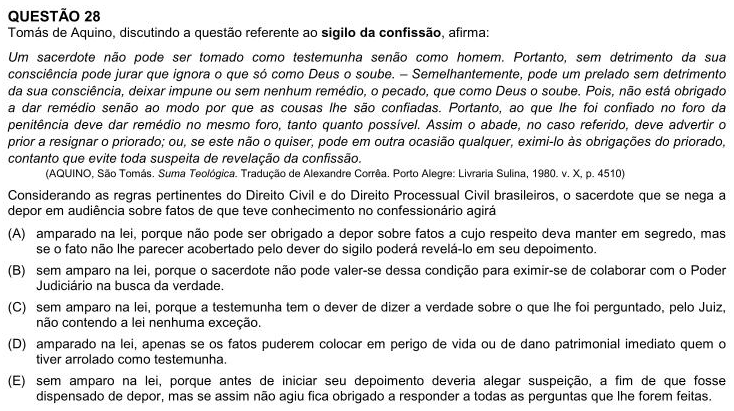 QUESTÃO 28
Tomás de Aquino, discutindo a questão referente ao sigilo da confissão, afirma:
Um sacerdote não pode ser tomado como testemunha senão como homem. Portanto, sem detrimento da sua
consciência pode jurar que ignora o que só como Deus o soube. – Semelhantemente, pode um prelado sem detrimento
da sua consciência, deixar impune ou sem nenhum remédio, o pecado, que como Deus o soube. Pois, não está obrigado
a dar remédio senão ao modo por que as cousas lhe são confiadas. Portanto, ao que lhe foi confiado no foro da
penitência deve dar remédio no mesmo foro, tanto quanto possível. Assim o abade, no caso referido, deve advertir o
prior a resignar o priorado; ou, se este não o quiser, pode em outra ocasião qualquer, eximi-lo às obrigações do priorado,
contanto que evite toda suspeita de revelação da confissão.
(AQUINO, São Tomás. Suma Teológica. Tradução de Alexandre Corrêa. Porto Alegre: Livraria Sulina, 1980. v. X, p. 4510)
Considerando as regras pertinentes do Direito Civil e do Direito Processual Civil brasileiros, o sacerdote que se nega a
depor em audiência sobre fatos de que teve conhecimento no confessionário agirá
(A) amparado na lei, porque não pode ser obrigado a depor sobre fatos a cujo respeito deva manter em segredo, mas
se o fato não lhe parecer acobertado pelo dever do sigilo poderá revelá-lo em seu depoimento.
(B) sem amparo na lei, porque o sacerdote não pode valer-se dessa condição para eximir-se de colaborar com o Poder
Judiciário na busca da verdade.
(C) sem amparo na lei, porque a testemunha tem o dever de dizer a verdade sobre o que lhe foi perguntado, pelo Juiz,
não contendo a lei nenhuma exceção.
(D) amparado na lei, apenas se os fatos puderem colocar em perigo de vida ou de dano patrimonial imediato quem o
tiver arrolado como testemunha.
(E) sem amparo na lei, porque antes de iniciar seu depoimento deveria alegar suspeição, a fim de que fosse
dispensado de depor, mas se assim não agiu fica obrigado a responder a todas as perguntas que lhe forem feitas.